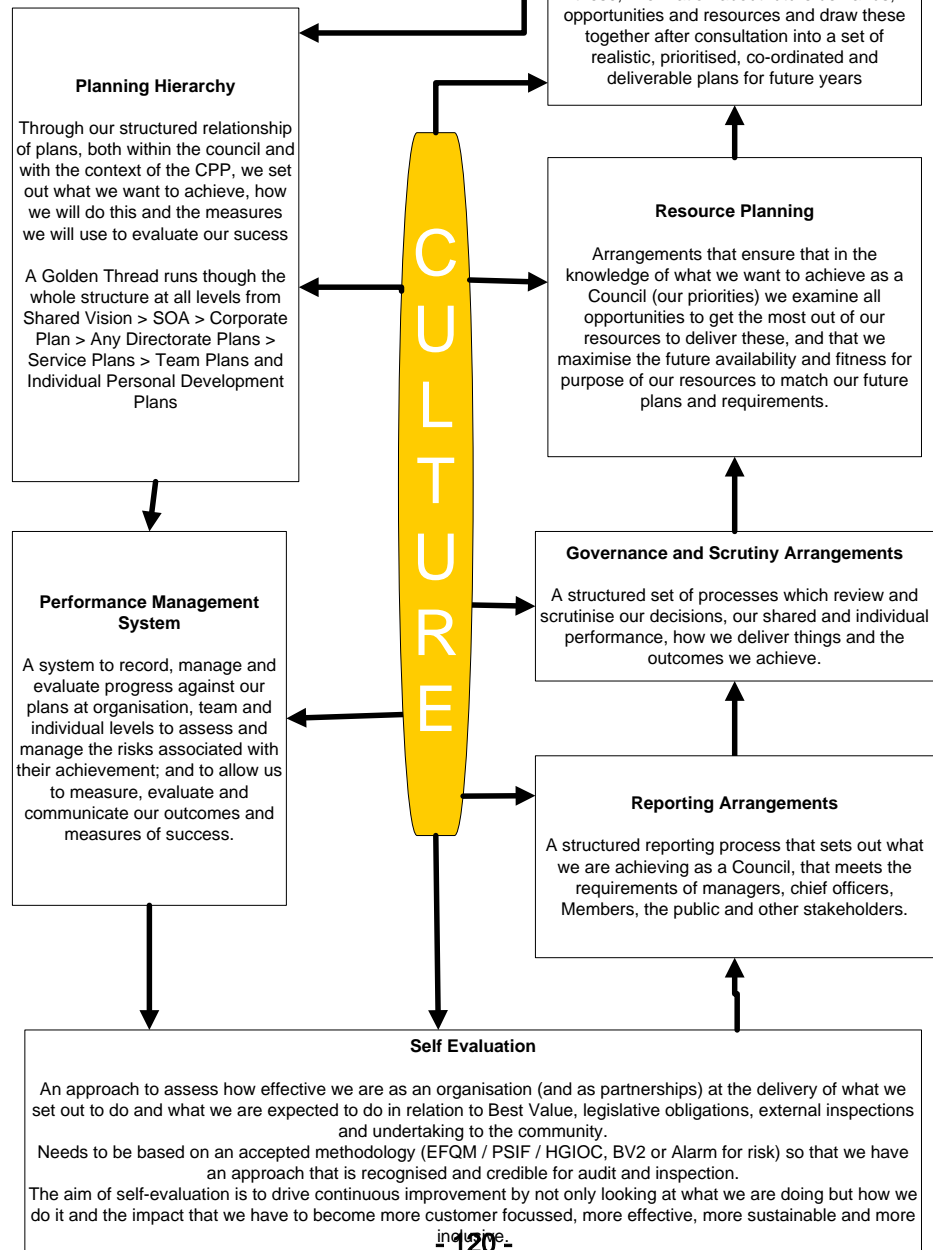 opportunities and resources and draw these
together after consultation into a set of
realistic, prioritised, co-ordinated and
deliverable plans for future years
Planning Hierarchy
Through our structured relationship
of plans, both within the council and
with the context of the CPP, we set
out what we want to achieve, how
we will do this and the measures
we will use to evaluate our sucess
A Golden Thread runs though the
whole structure at all levels from
Shared Vision > SOA > Corporate
Plan > Any Directorate Plans >
Service Plans > Team Plans and
Individual Personal Development
Plans
C
U
L
T
U
R
E
Resource Planning
Arrangements that ensure that in the
knowledge of what we want to achieve as a
Council (our priorities) we examine all
opportunities to get the most out of our
resources to deliver these, and that we
maximise the future availability and fitness for
purpose of our resources to match our future
plans and requirements.
Performance Management
System
A system to record, manage and
evaluate progress against our
plans at organisation, team and
individual levels to assess and
manage the risks associated with
their achievement; and to allow us
to measure, evaluate and
communicate our outcomes and
measures of success.
Governance and Scrutiny Arrangements
A structured set of processes which review and
scrutinise our decisions, our shared and individual
performance, how we deliver things and the
outcomes we achieve.
Reporting Arrangements
A structured reporting process that sets out what
we are achieving as a Council, that meets the
requirements of managers, chief officers,
Members, the public and other stakeholders.
Self Evaluation
An approach to assess how effective we are as an organisation (and as partnerships) at the delivery of what we
set out to do and what we are expected to do in relation to Best Value, legislative obligations, external inspections
and undertaking to the community.
Needs to be based on an accepted methodology (EFQM / PSIF / HGIOC, BV2 or Alarm for risk) so that we have
an approach that is recognised and credible for audit and inspection.
The aim of self-evaluation is to drive continuous improvement by not only looking at what we are doing but how we
do it and the impact that we have to become more customer focussed, more effective, more sustainable and more
inclusive.
- 120 -